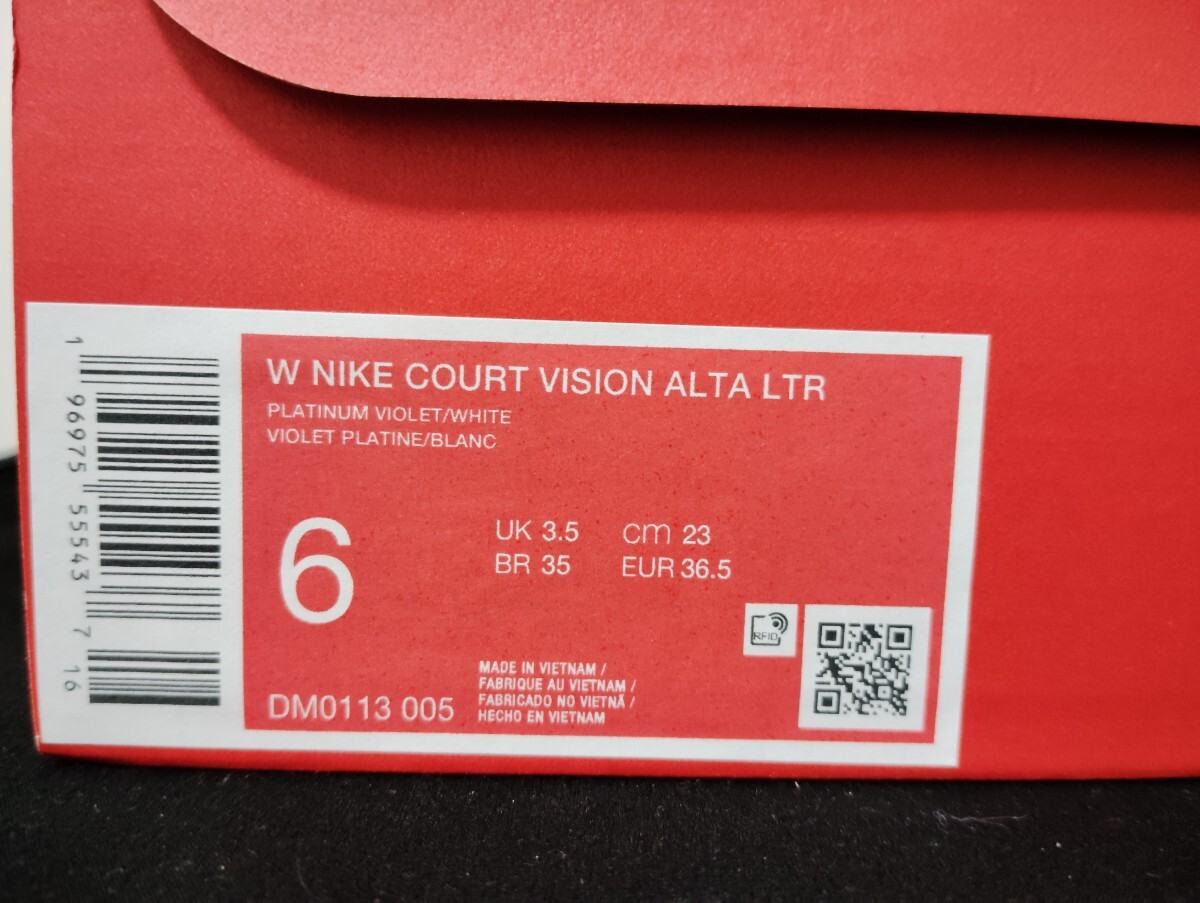 W NIKE COURT VISION ALTA LTR
PLATINUM VIOLET/WHITE
VIOLET PLATINE/BLANC
6
UK 3.5 cm 23
BR 35 EUR 36.5
RFID
MADE IN VIETNAM /
FABRIQUE AU VIETNAM /
FABRICADO NO VIETNÃ /
HECHO EN VIETNAM
DM0113 005
1 96975 55543 7 16